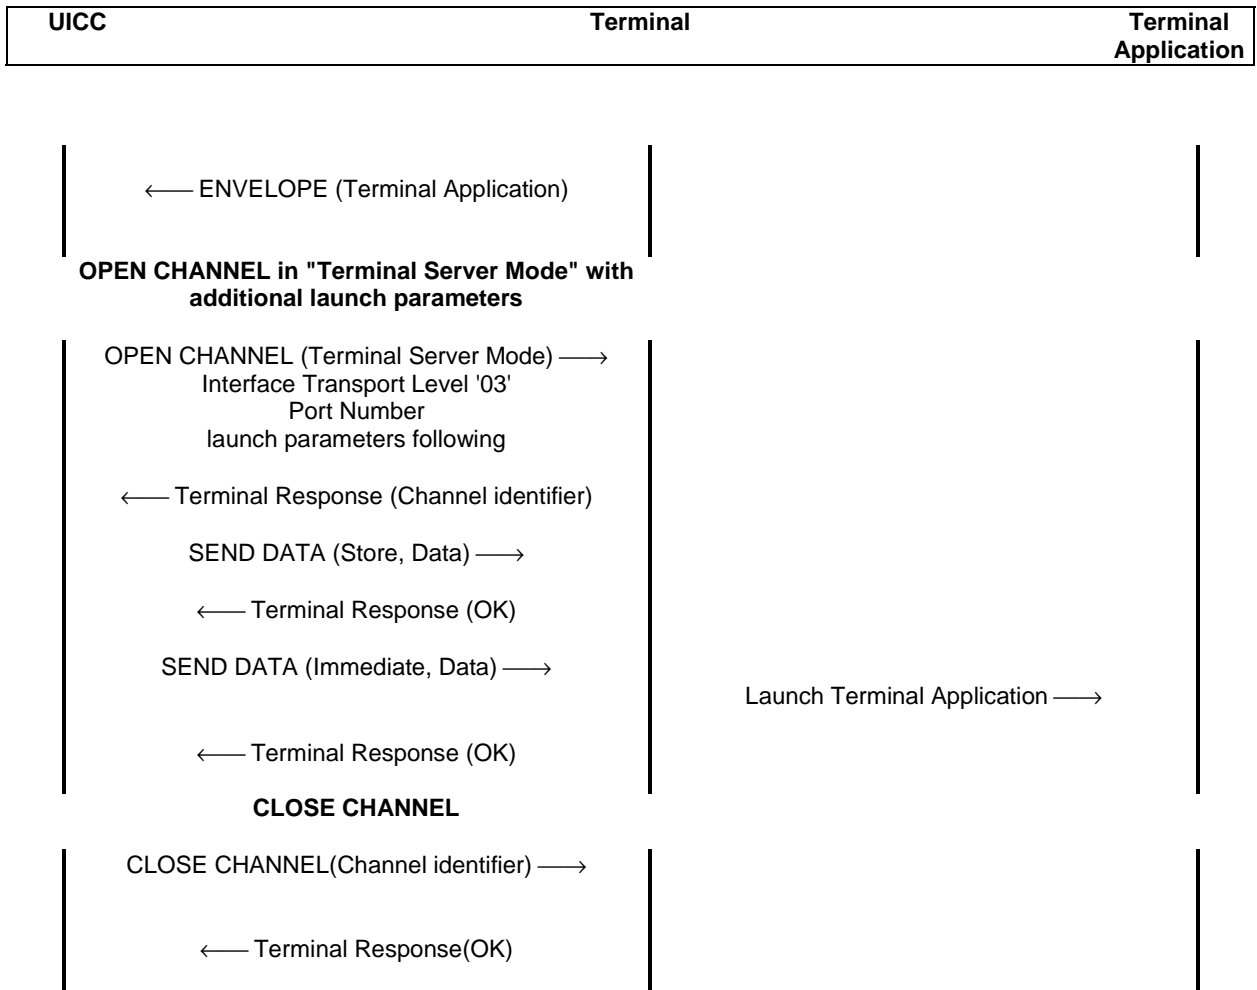 UICC Terminal Terminal
Application
←── ENVELOPE (Terminal Application)
OPEN CHANNEL in "Terminal Server Mode" with
additional launch parameters
OPEN CHANNEL (Terminal Server Mode) ──→
Interface Transport Level '03'
Port Number
launch parameters following
←── Terminal Response (Channel identifier)
SEND DATA (Store, Data) ──→
←── Terminal Response (OK)
SEND DATA (Immediate, Data) ──→
Launch Terminal Application ──→
←── Terminal Response (OK)
CLOSE CHANNEL
CLOSE CHANNEL(Channel identifier) ──→
←── Terminal Response(OK)